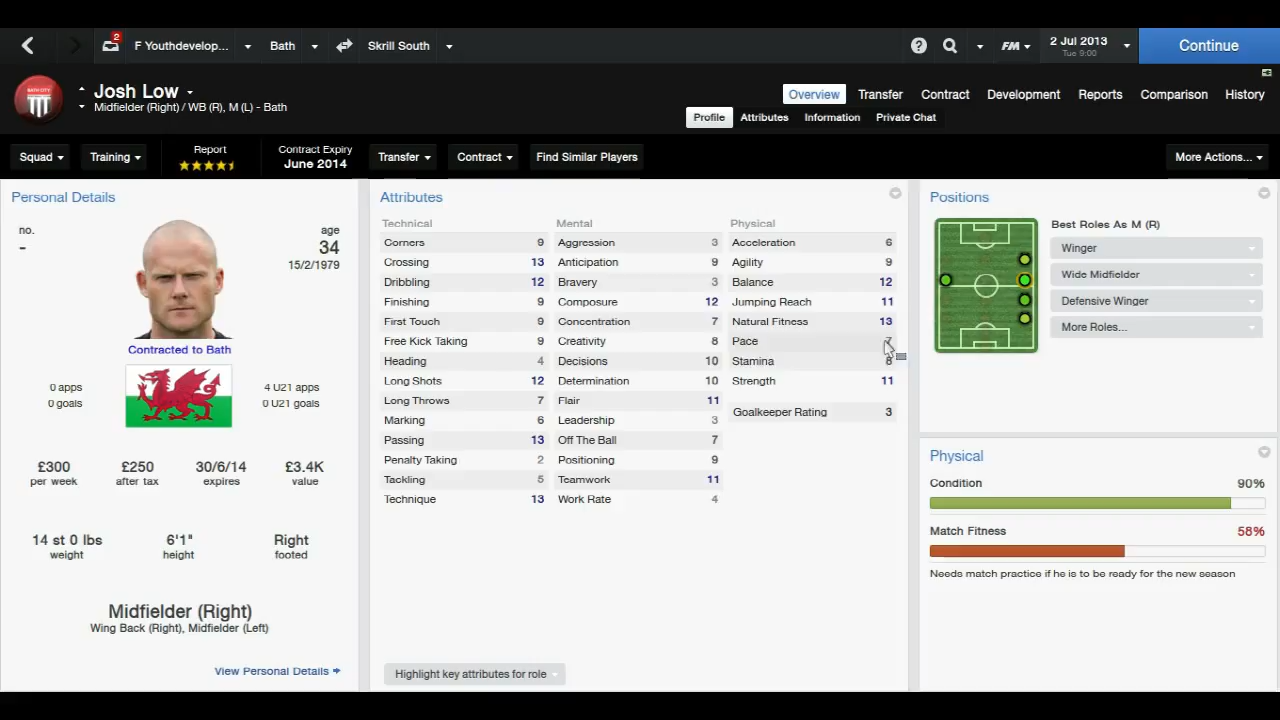 2
F Youthdevelop...
Bath
Skrill South
FM
2 Jul 2013
Tue 9:00
Continue
BATH CITY
Josh Low
Midfielder (Right) / WB (R), M (L) - Bath
Overview Transfer Contract Development Reports Comparison History
Profile Attributes Information Private Chat
Squad
Training
Report
Contract Expiry
June 2014
Transfer
Contract
Find Similar Players
More Actions...
Personal Details
no.
-
age
34
15/2/1979
Contracted to Bath
0 apps
0 goals
4 U21 apps
0 U21 goals
£300
per week
£250
after tax
30/6/14
expires
£3.4K
value
14 st 0 lbs
weight
6'1"
height
Right
footed
Midfielder (Right)
Wing Back (Right), Midfielder (Left)
View Personal Details
Attributes
Technical
Corners 9
Crossing 13
Dribbling 12
Finishing 9
First Touch 9
Free Kick Taking 9
Heading 4
Long Shots 12
Long Throws 7
Marking 6
Passing 13
Penalty Taking 2
Tackling 5
Technique 13
Mental
Aggression 3
Anticipation 9
Bravery 3
Composure 12
Concentration 7
Creativity 8
Decisions 10
Determination 10
Flair 11
Leadership 3
Off The Ball 7
Positioning 9
Teamwork 11
Work Rate 4
Physical
Acceleration 6
Agility 9
Balance 12
Jumping Reach 11
Natural Fitness 13
Pace 7
Stamina 8
Strength 11
Goalkeeper Rating 3
Highlight key attributes for role
Positions
Best Roles As M (R)
Winger
Wide Midfielder
Defensive Winger
More Roles...
Physical
Condition 90%
Match Fitness 58%
Needs match practice if he is to be ready for the new season